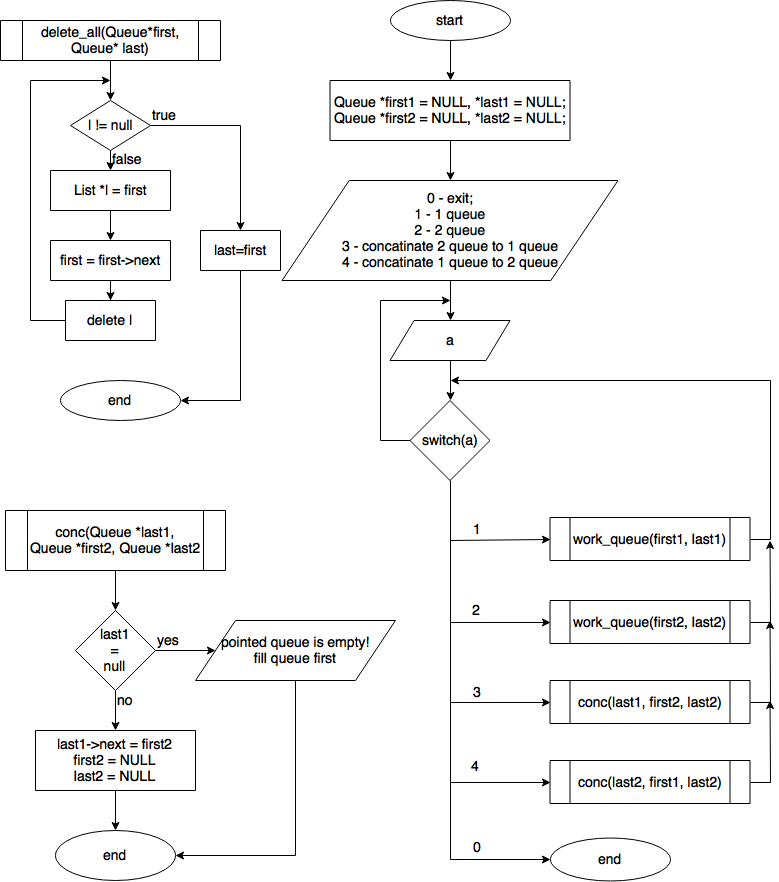 delete_all(Queue*first,
Queue* last)
l != null
true
false
List *l = first
first = first->next
delete l
last=first
end
start
Queue *first1 = NULL, *last1 = NULL;
Queue *first2 = NULL, *last2 = NULL;
0 - exit;
1 - 1 queue
2 - 2 queue
3 - concatinate 2 queue to 1 queue
4 - concatinate 1 queue to 2 queue
a
switch(a)
1
work_queue(first1, last1)
2
work_queue(first2, last2)
3
conc(last1, first2, last2)
4
conc(last2, first1, last2)
0
end
conc(Queue *last1,
Queue *first2, Queue *last2
last1
=
null
yes
pointed queue is empty!
fill queue first
no
last1->next = first2
first2 = NULL
last2 = NULL
end